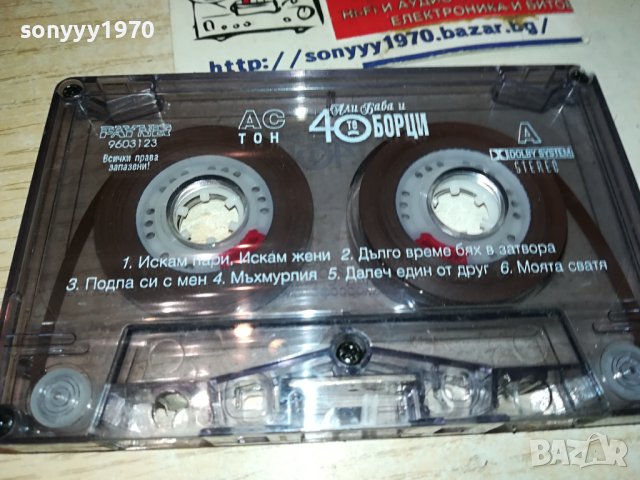 sonyyy1970
HI-FI И АУДИО
ЕЛЕКТРОНИКА И БИТОВ
http://sonyyy1970.bazar.bg/
PAYNER
9603123
Всички права
запазени!
АС
ТОН
Али Баба и
40 те
БОРЦИ
A
DOLBY SYSTEM
STEREO
1. Искам пари, Искам жени 2. Дълго време бях в затвора
3. Подла си с мен 4. Мъхмурлия 5. Далеч един от друг 6. Моята сватя
sonyyy1970
BAZAR